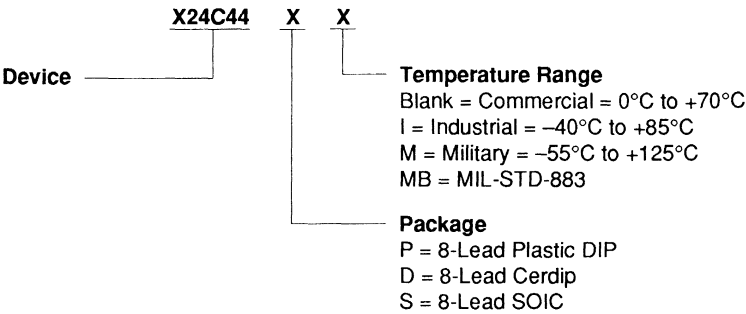 X24C44 X X
Device
Temperature Range
Blank = Commercial = 0°C to +70°C
I = Industrial = –40°C to +85°C
M = Military = –55°C to +125°C
MB = MIL-STD-883
Package
P = 8-Lead Plastic DIP
D = 8-Lead Cerdip
S = 8-Lead SOIC